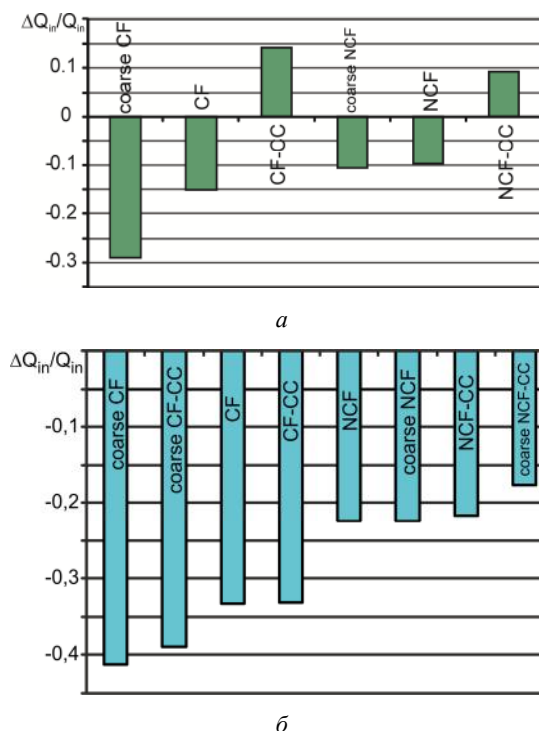 ΔQin/Qin
0.1
0
-0.1
-0.2
-0.3
coarse CF
CF
CF-CC
coarse NCF
NCF
NCF-CC
а
ΔQin/Qin
-0,1
-0,2
-0,3
-0,4
coarse CF
coarse CF-CC
CF
CF-CC
NCF
coarse NCF
NCF-CC
coarse NCF-CC
б